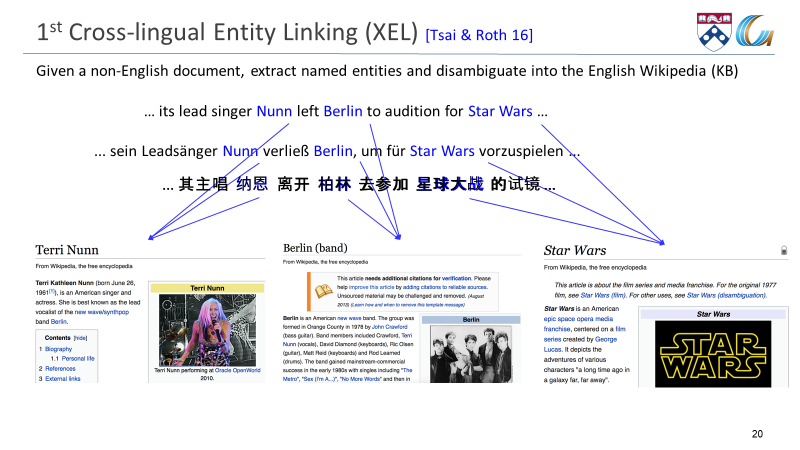 1st Cross-lingual Entity Linking (XEL) [Tsai & Roth 16]
Given a non-English document, extract named entities and disambiguate into the English Wikipedia (KB)
... its lead singer Nunn left Berlin to audition for Star Wars ...
... sein Leadsänger Nunn verließ Berlin, um für Star Wars vorzuspielen ...
... 其主唱 纳恩 离开 柏林 去参加 星球大战 的试镜 ...
Terri Nunn
From Wikipedia, the free encyclopedia
Terri Kathleen Nunn (born June 26,
1961[1]), is an American singer and
actress. She is best known as the lead
vocalist of the new wave/synthpop
band Berlin.
Contents [hide]
1 Biography
1.1 Personal life
2 References
3 External links
Terri Nunn
Terri Nunn performing at Oracle OpenWorld
2010.
Berlin (band)
From Wikipedia, the free encyclopedia
This article needs additional citations for verification. Please
help improve this article by adding citations to reliable sources.
Unsourced material may be challenged and removed. (August
2013) (Learn how and when to remove this template message)
Berlin is an American new wave band. The group was
formed in Orange County in 1978 by John Crawford
(bass guitar). Band members included Crawford, Terri
Nunn (vocals), David Diamond (keyboards), Ric Olsen
(guitar), Matt Reid (keyboards) and Rod Learned
(drums). The band gained mainstream-commercial
success in the early 1980s with singles including "The
Metro", "Sex (I'm A...)", "No More Words" and then in
Berlin
Star Wars
From Wikipedia, the free encyclopedia
This article is about the film series and media franchise. For the original 1977
film, see Star Wars (film). For other uses, see Star Wars (disambiguation).
Star Wars is an American
epic space opera media
franchise, centered on a film
series created by George
Lucas. It depicts the
adventures of various
characters "a long time ago in
a galaxy far, far away".
Star Wars
STAR
WARS
20